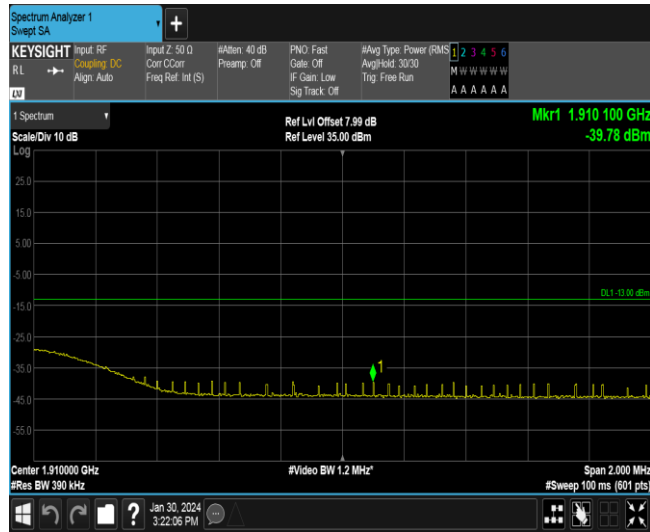 Spectrum Analyzer 1
Swept SA
+
KEYSIGHT
RL
LXI
Input: RF
Coupling: DC
Align: Auto
Input Z: 50 Ω
Corr CCorr
Freq Ref: Int (S)
#Atten: 40 dB
Preamp: Off
PNO: Fast
Gate: Off
IF Gain: Low
Sig Track: Off
#Avg Type: Power (RMS
Avg|Hold: 30/30
Trig: Free Run
1 2 3 4 5 6
M W W W W W
A A A A A A
1 Spectrum
Scale/Div 10 dB
Log
Ref Lvl Offset 7.99 dB
Ref Level 35.00 dBm
Mkr1 1.910 100 GHz
-39.78 dBm
25.0
15.0
5.00
-5.00
DL1 -13.00 dBm
-15.0
-25.0
-35.0
1
-45.0
-55.0
Center 1.910000 GHz
#Video BW 1.2 MHz*
Span 2.000 MHz
#Res BW 390 kHz
#Sweep 100 ms (601 pts)
?
Jan 30, 2024
3:22:06 PM